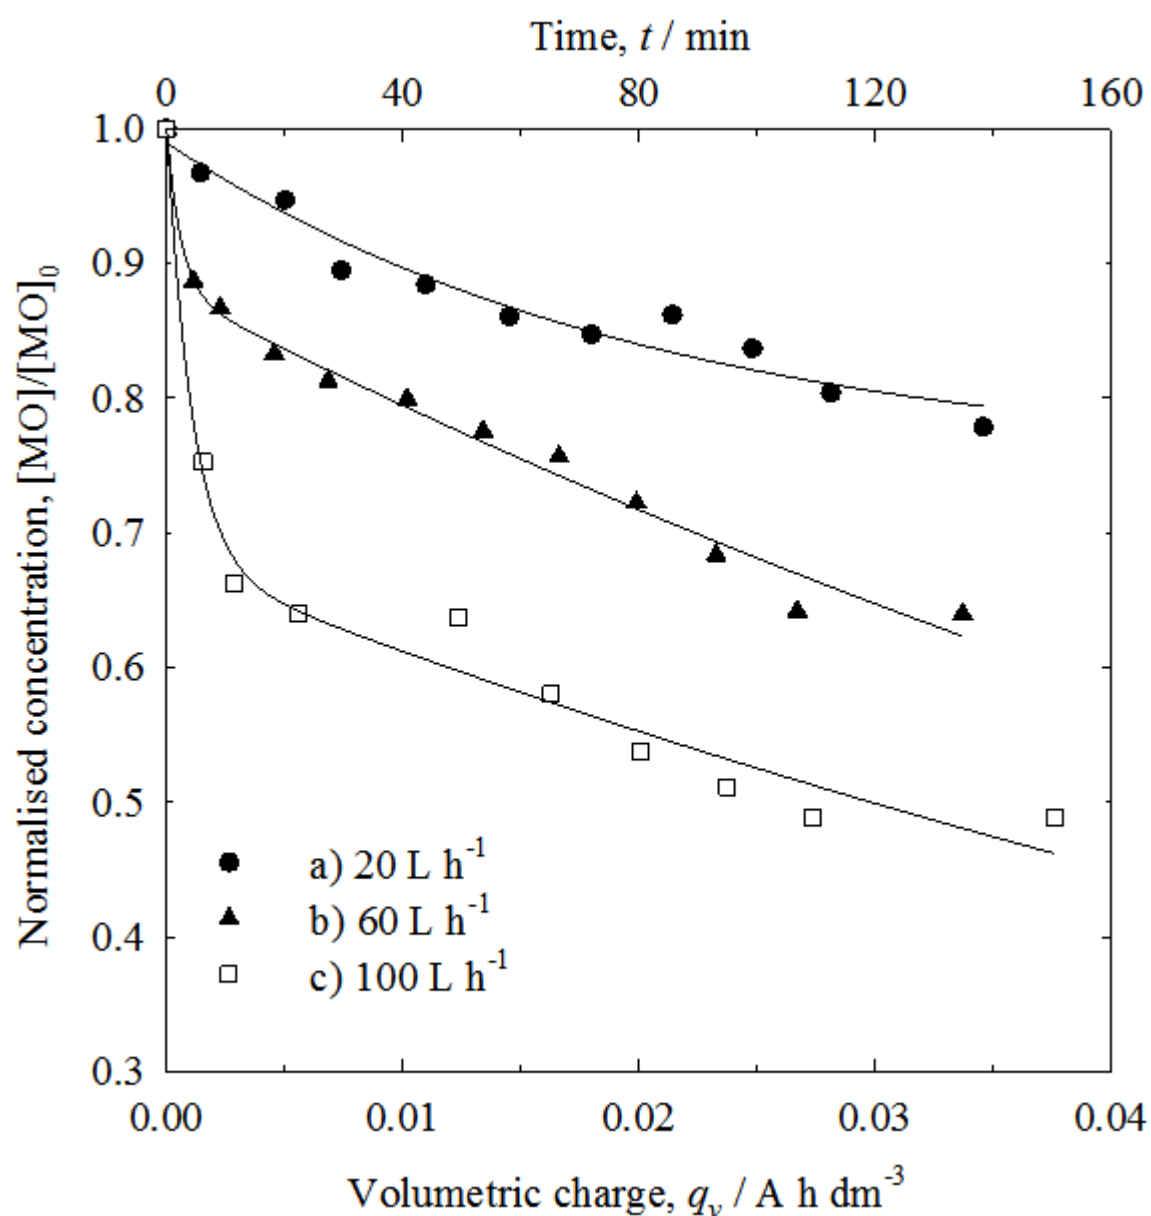 Time, t / min
0 40 80 120 160
1.0
0.9
0.8
0.7
0.6
0.5
0.4
0.3
Normalised concentration, [MO]/[MO]₀
a) 20 L h⁻¹
b) 60 L h⁻¹
c) 100 L h⁻¹
0.00 0.01 0.02 0.03 0.04
Volumetric charge, qᵥ / A h dm⁻³